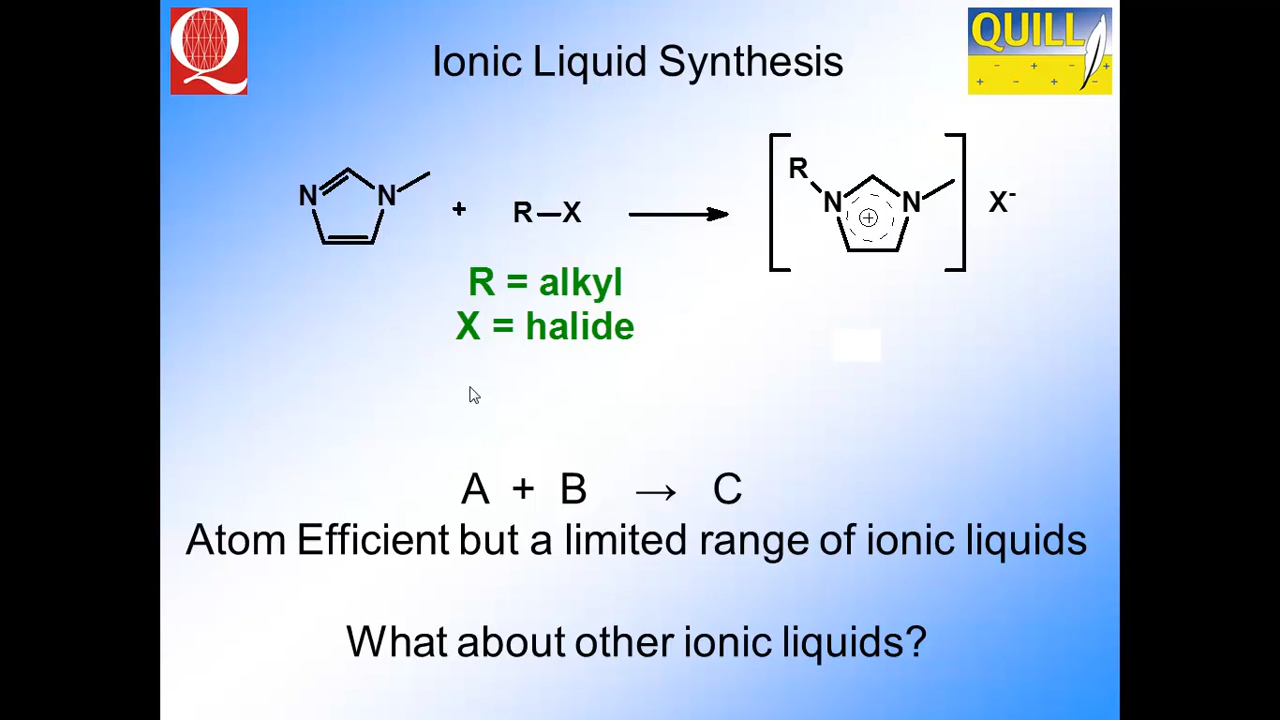 Q
QUILL
Ionic Liquid Synthesis
N N + R—X → [R N + N] X-
R = alkyl
X = halide
A + B → C
Atom Efficient but a limited range of ionic liquids
What about other ionic liquids?